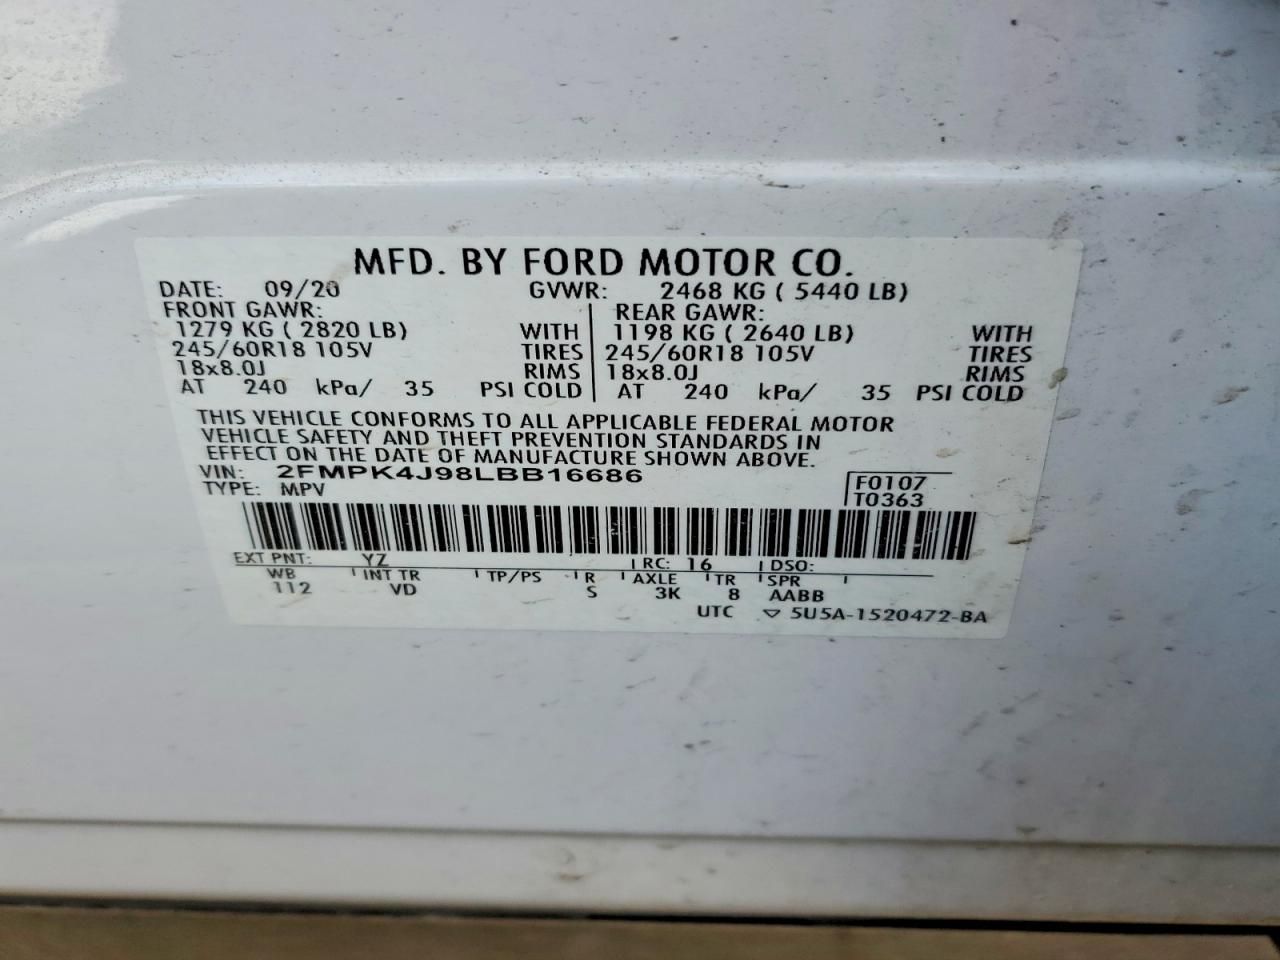 MFD. BY FORD MOTOR CO.
DATE: 09/20 GVWR: 2468 KG ( 5440 LB)
FRONT GAWR: REAR GAWR:
1279 KG ( 2820 LB) WITH 1198 KG ( 2640 LB) WITH
245/60R18 105V TIRES 245/60R18 105V TIRES
18x8.0J RIMS 18x8.0J RIMS
AT 240 kPa/ 35 PSI COLD AT 240 kPa/ 35 PSI COLD
THIS VEHICLE CONFORMS TO ALL APPLICABLE FEDERAL MOTOR
VEHICLE SAFETY AND THEFT PREVENTION STANDARDS IN
EFFECT ON THE DATE OF MANUFACTURE SHOWN ABOVE.
VIN: 2FMPK4J98LBB16686 F0107
TYPE: MPV T0363
EXT PNT: YZ RC: 16 DSO:
WB INT TR TP/PS R AXLE TR SPR
112 VD S 3K 8 AABB
UTC ▽ 5U5A-1520472-BA